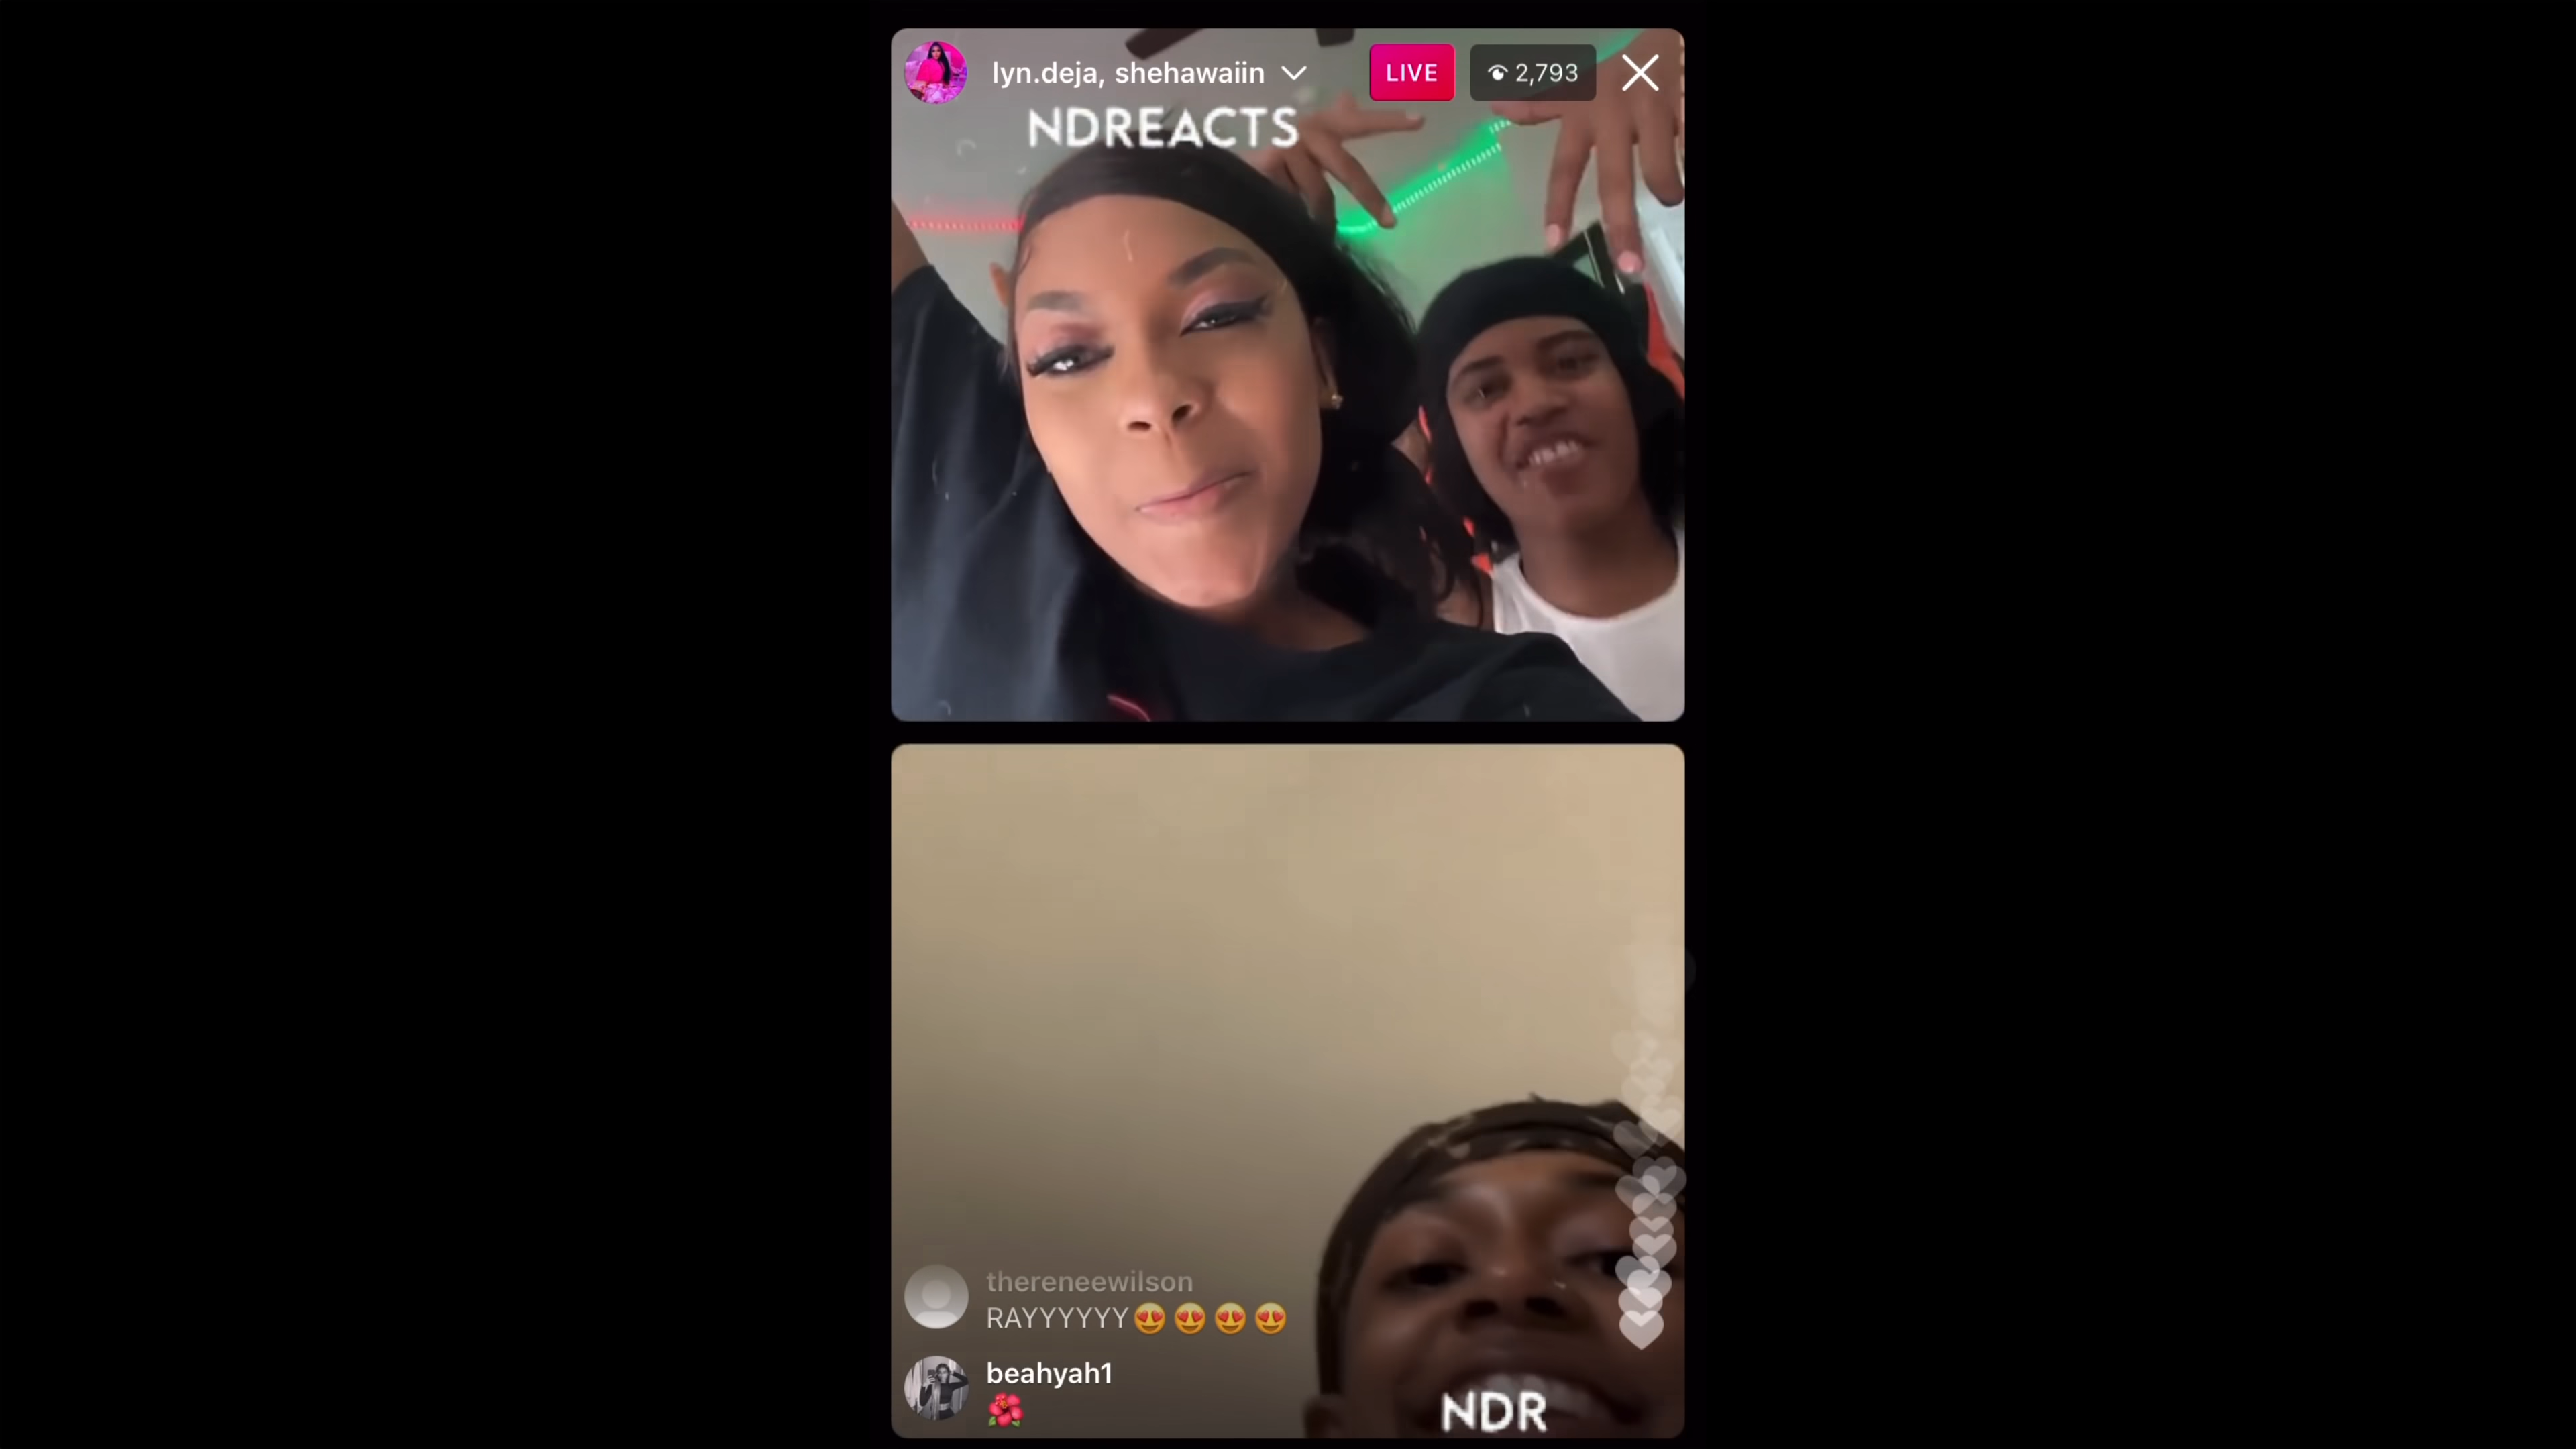 lyn.deja, shehawaiin
LIVE
2,793
NDREACTS
thereneewilson
RAYYYYYY😍😍😍😍
beahyah1
🌺
NDR